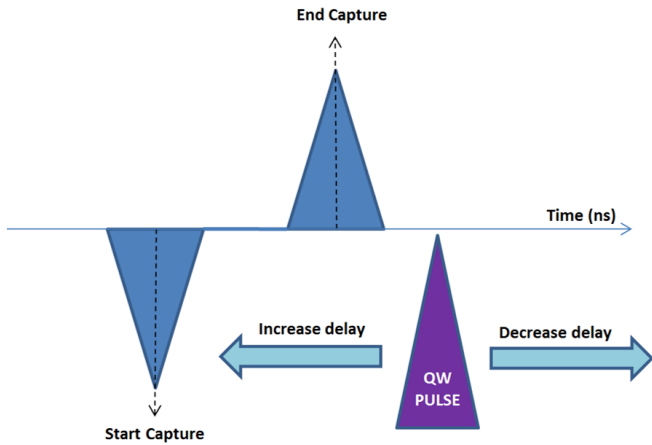 End Capture
Time (ns)
Increase delay
Decrease delay
QW
PULSE
Start Capture